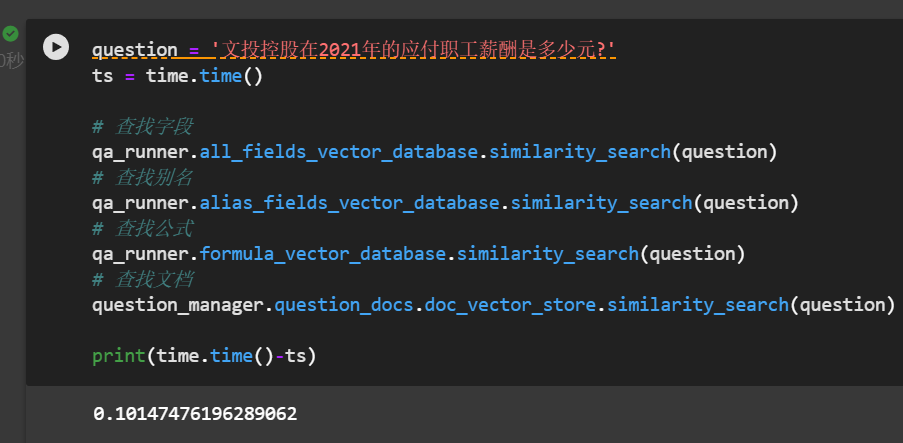 0秒
question = '文投控股在2021年的应付职工薪酬是多少元?'
ts = time.time()
# 查找字段
qa_runner.all_fields_vector_database.similarity_search(question)
# 查找别名
qa_runner.alias_fields_vector_database.similarity_search(question)
# 查找公式
qa_runner.formula_vector_database.similarity_search(question)
# 查找文档
question_manager.question_docs.doc_vector_store.similarity_search(question)
print(time.time()-ts)
0.10147476196289062